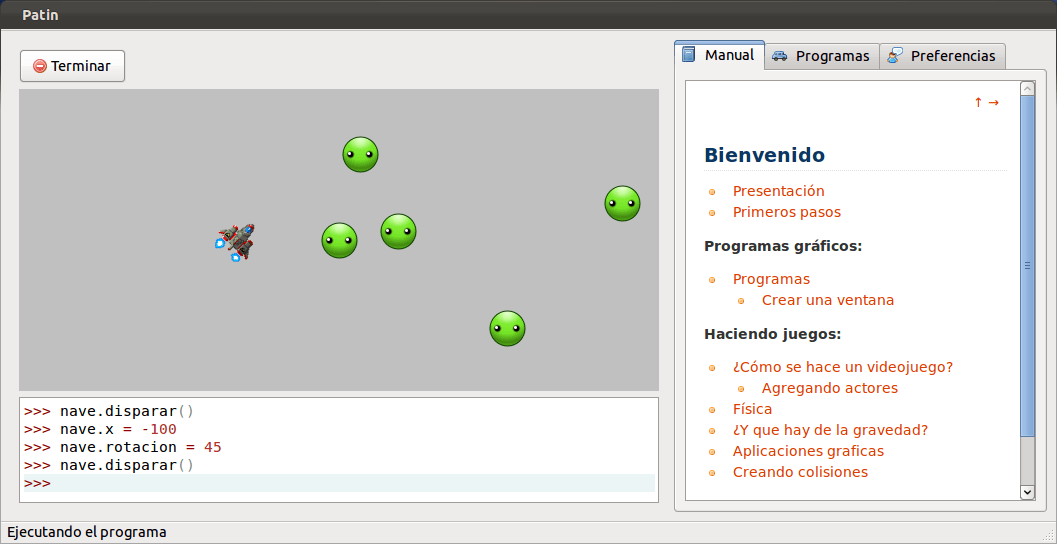 Patin
Terminar
>>> nave.disparar()
>>> nave.x = -100
>>> nave.rotacion = 45
>>> nave.disparar()
>>>
Ejecutando el programa
Manual Programas Preferencias
↑ →
Bienvenido
Presentación
Primeros pasos
Programas gráficos:
Programas
Crear una ventana
Haciendo juegos:
¿Cómo se hace un videojuego?
Agregando actores
Física
¿Y que hay de la gravedad?
Aplicaciones graficas
Creando colisiones